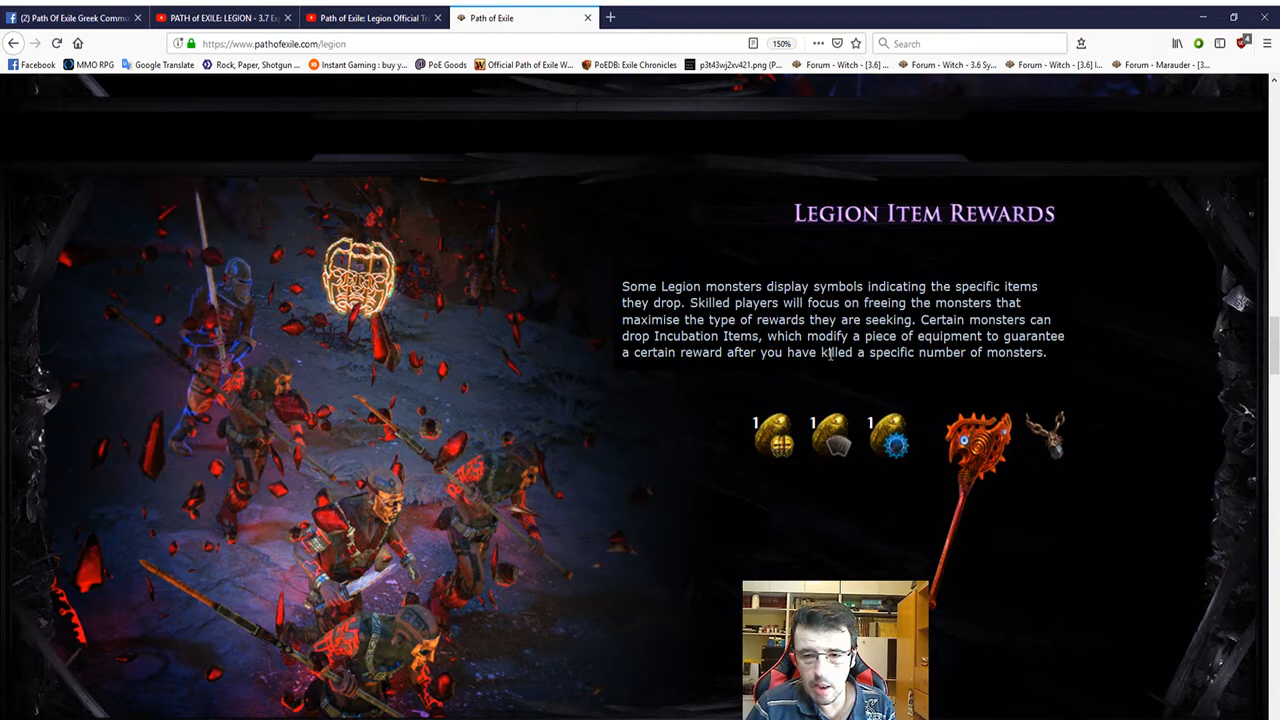 (2) Path Of Exile Greek Commu
PATH of EXILE: LEGION - 3.7 Ex
Path of Exile: Legion Official Tr
Path of Exile
https://www.pathofexile.com/legion
150%
Search
4
Facebook
MMO RPG
Google Translate
Rock, Paper, Shotgun ...
Instant Gaming : buy y...
PoE Goods
Official Path of Exile W...
PoEDB: Exile Chronicles
p3t43wj2xv421.png (P...
Forum - Witch - [3.6] ...
Forum - Witch - 3.6 Sy...
Forum - Witch - [3.6] I...
Forum - Marauder - [3...
LEGION ITEM REWARDS
Some Legion monsters display symbols indicating the specific items
they drop. Skilled players will focus on freeing the monsters that
maximise the type of rewards they are seeking. Certain monsters can
drop Incubation Items, which modify a piece of equipment to guarantee
a certain reward after you have killed a specific number of monsters.
1 1 1